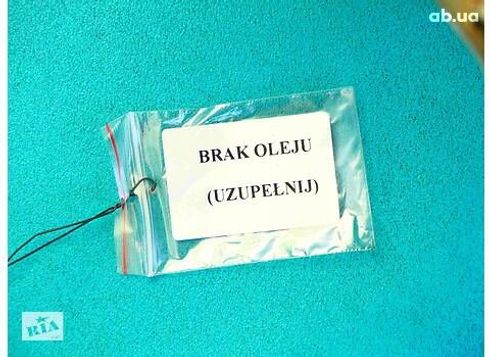 ab.ua
BRAK OLEJU
(UZUPEŁNIJ)
RIA